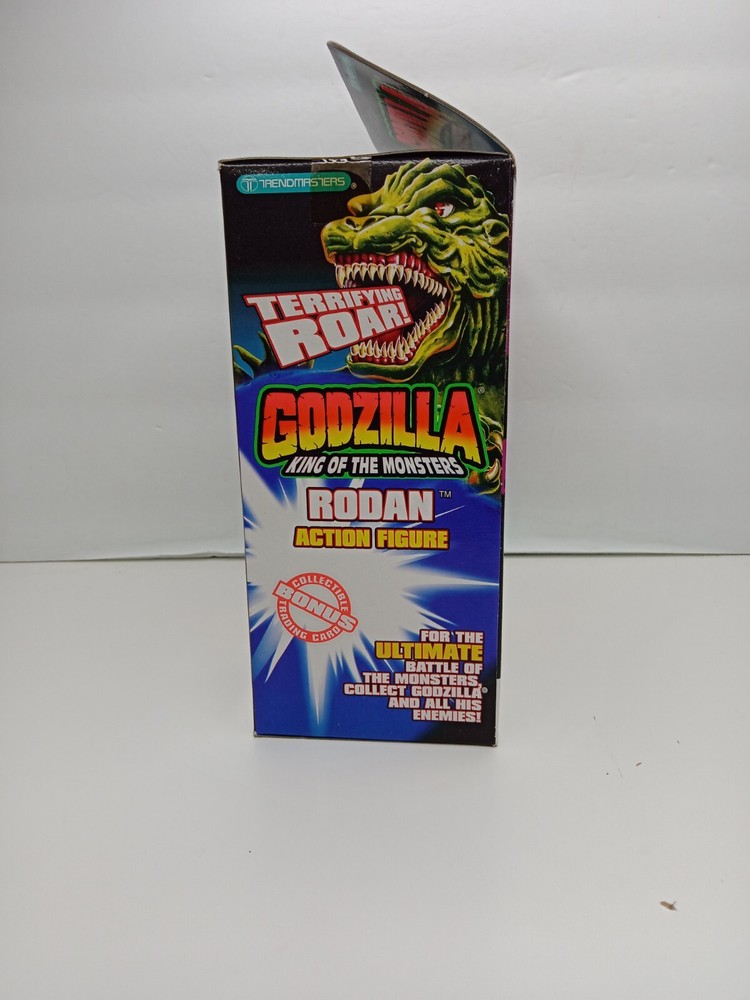 TRENDMASTERS®
TERRIFYING
ROAR!
GODZILLA®
KING OF THE MONSTERS
RODAN™
ACTION FIGURE
COLLECTIBLE
BONUS
TRADING CARD
FOR THE
ULTIMATE
BATTLE OF
THE MONSTERS,
COLLECT GODZILLA®
AND ALL HIS
ENEMIES!